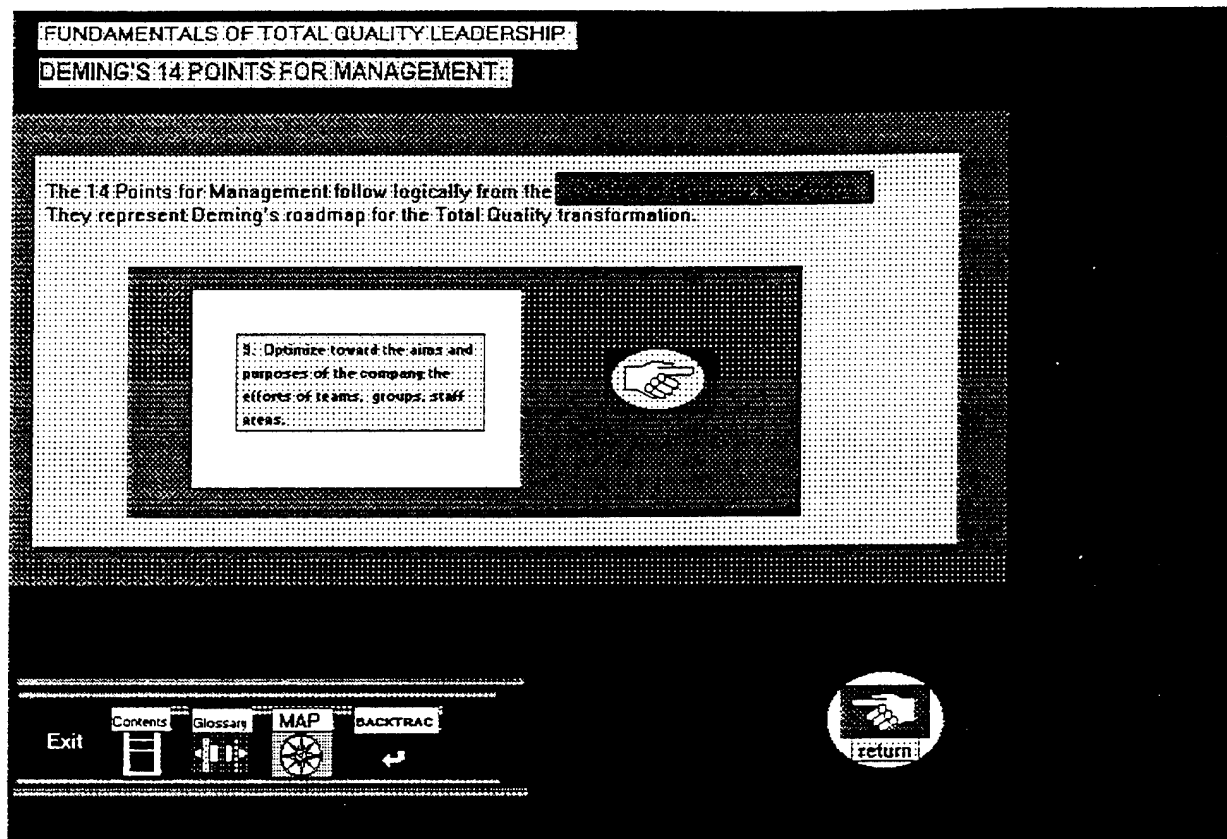 FUNDAMENTALS OF TOTAL QUALITY LEADERSHIP
DEMING'S 14 POINTS FOR MANAGEMENT
The 14 Points for Management follow logically from the
They represent Deming's roadmap for the Total Quality transformation.
9. Optimize toward the aims and
purposes of the company the
efforts of teams, groups, staff
areas.
Exit
Contents
Glossary
MAP
BACKTRAC
return